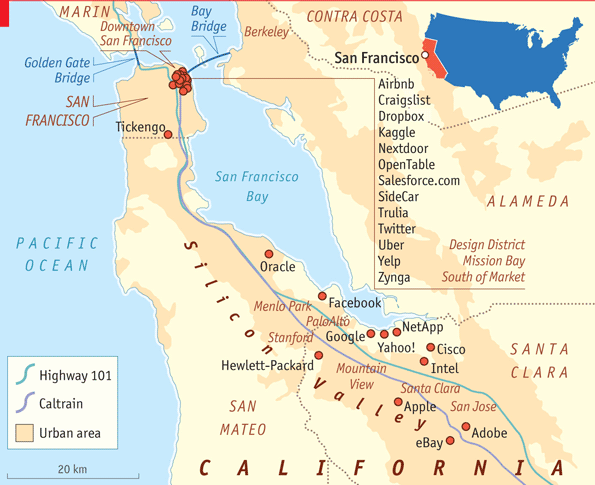 MARIN
Bay
Bridge
CONTRA COSTA
Downtown
San Francisco
Berkeley
Golden Gate
Bridge
San Francisco
SAN
FRANCISCO
Airbnb
Craigslist
Dropbox
Kaggle
Nextdoor
OpenTable
Salesforce.com
SideCar
Trulia
Twitter
Uber
Yelp
Zynga
Tickengo
San Francisco
Bay
ALAMEDA
PACIFIC
OCEAN
Design District
Mission Bay
South of Market
Silicon Valley
Oracle
Menlo Park
Facebook
PaloAlto
Stanford
Google
Yahoo!
NetApp
Cisco
Intel
SANTA
CLARA
Hewlett-Packard
Mountain
View
Santa Clara
Apple
San José
Adobe
eBay
SAN
MATEO
Highway 101
Caltrain
Urban area
20 km
CALIFORNIA